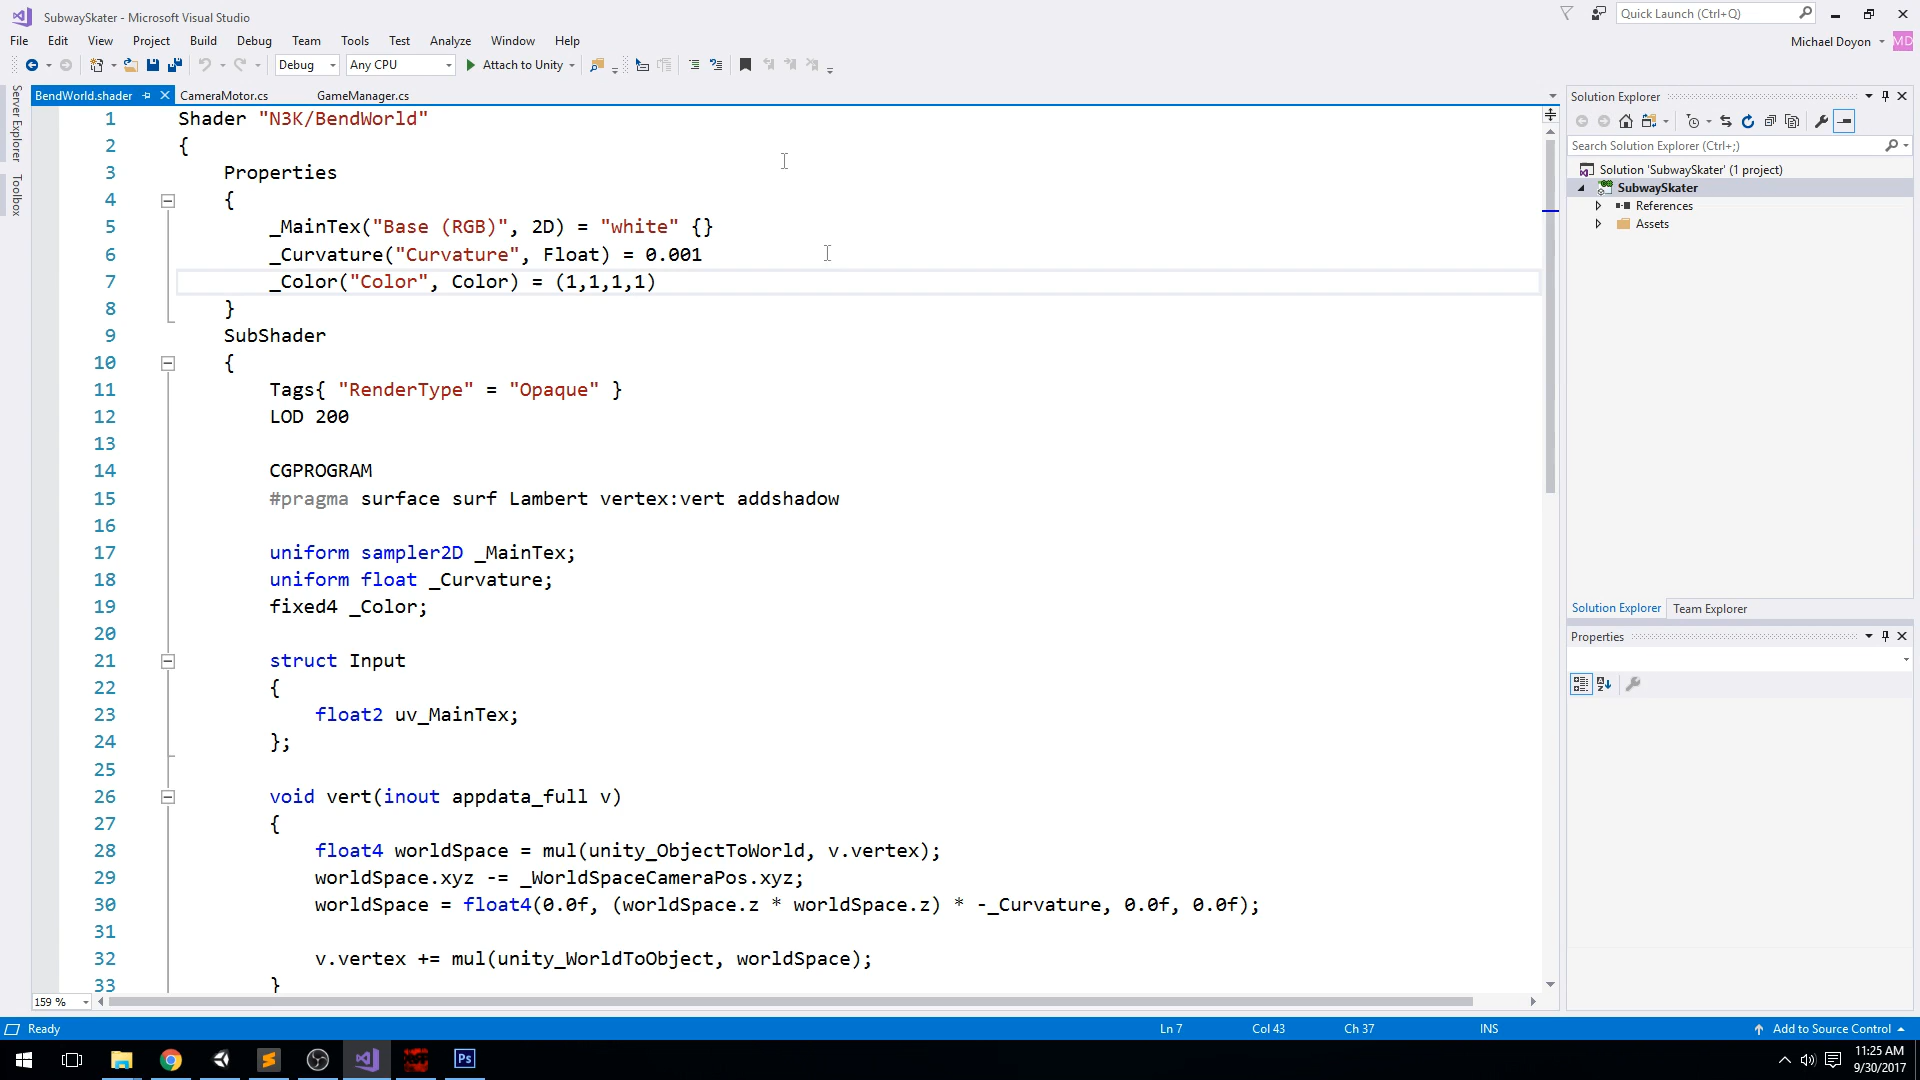 SubwaySkater - Microsoft Visual Studio
Quick Launch (Ctrl+Q)
File Edit View Project Build Debug Team Tools Test Analyze Window Help
Michael Doyon MD
Debug Any CPU Attach to Unity
Server Explorer
Toolbox
BendWorld.shader CameraMotor.cs GameManager.cs
1 Shader "N3K/BendWorld"
2 {
3 Properties
4 {
5 _MainTex("Base (RGB)", 2D) = "white" {}
6 _Curvature("Curvature", Float) = 0.001
7 _Color("Color", Color) = (1,1,1,1)
8 }
9 SubShader
10 {
11 Tags{ "RenderType" = "Opaque" }
12 LOD 200
13
14 CGPROGRAM
15 #pragma surface surf Lambert vertex:vert addshadow
16
17 uniform sampler2D _MainTex;
18 uniform float _Curvature;
19 fixed4 _Color;
20
21 struct Input
22 {
23 float2 uv_MainTex;
24 };
25
26 void vert(inout appdata_full v)
27 {
28 float4 worldSpace = mul(unity_ObjectToWorld, v.vertex);
29 worldSpace.xyz -= _WorldSpaceCameraPos.xyz;
30 worldSpace = float4(0.0f, (worldSpace.z * worldSpace.z) * -_Curvature, 0.0f, 0.0f);
31
32 v.vertex += mul(unity_WorldToObject, worldSpace);
33 }
159 %
Solution Explorer
Search Solution Explorer (Ctrl+;)
Solution 'SubwaySkater' (1 project)
SubwaySkater
References
Assets
Solution Explorer Team Explorer
Properties
Ready Ln 7 Col 43 Ch 37 INS Add to Source Control
Ps
11:25 AM
9/30/2017